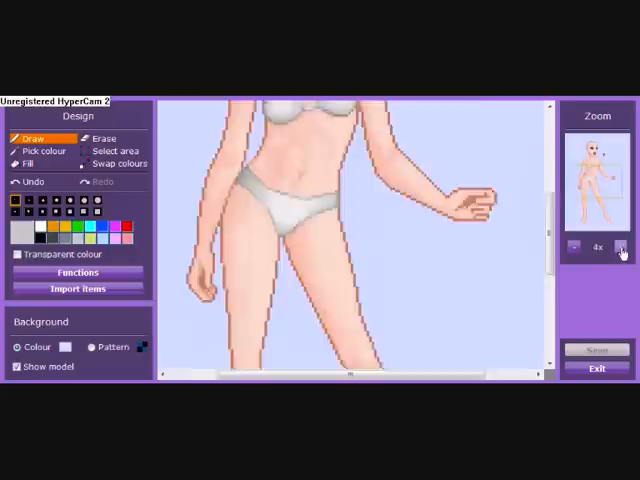 Unregistered HyperCam 2
Design
Draw
Erase
Pick colour
Select area
Fill
Swap colours
Undo
Redo
Transparent colour
Functions
Import items
Background
Colour
Pattern
Show model
Zoom
- 4x
Save
Exit